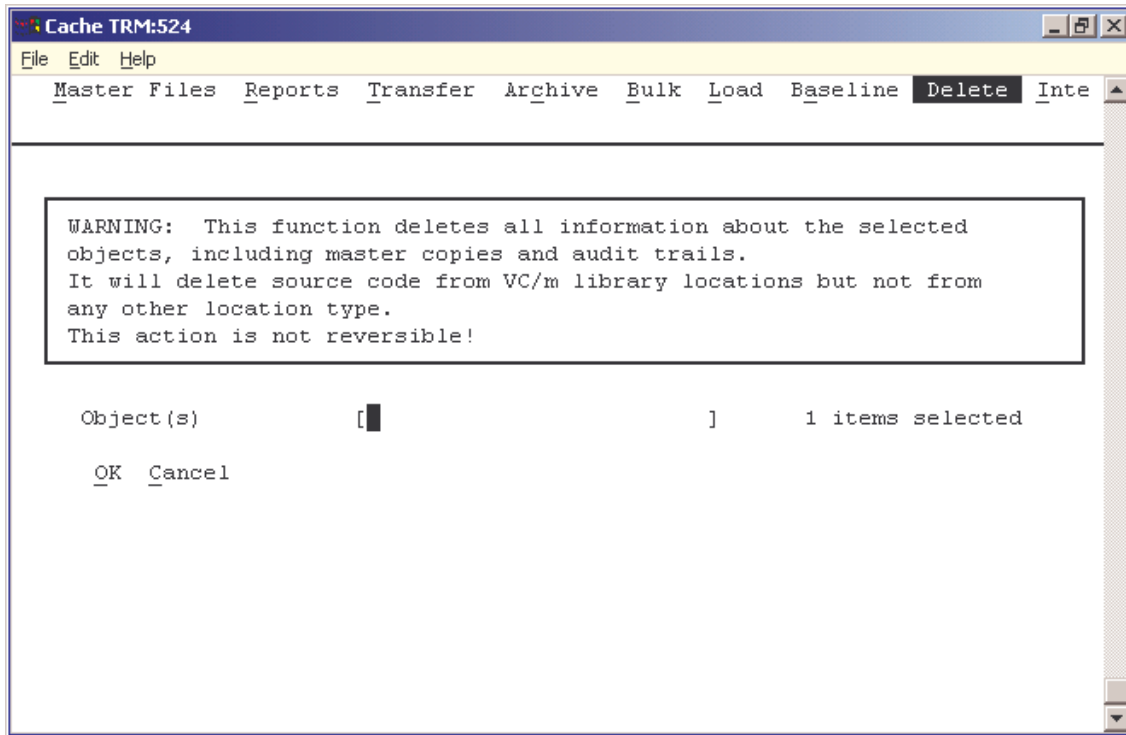 Cache TRM:524
File Edit Help
Master Files Reports Transfer Archive Bulk Load Baseline Delete Inte
WARNING:  This function deletes all information about the selected
objects, including master copies and audit trails.
It will delete source code from VC/m library locations but not from
any other location type.
This action is not reversible!
Object(s) [ ] 1 items selected
OK Cancel